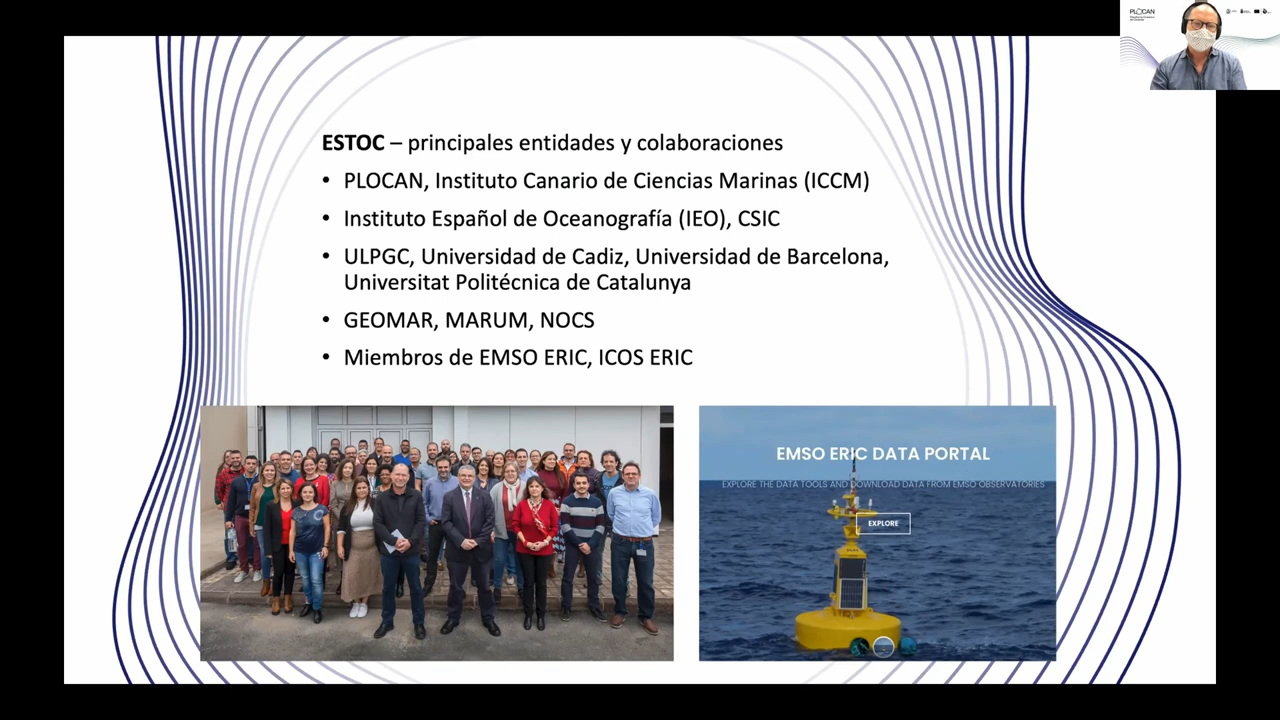 PLOCAN
ESTOC – principales entidades y colaboraciones
• PLOCAN, Instituto Canario de Ciencias Marinas (ICCM)
• Instituto Español de Oceanografía (IEO), CSIC
• ULPGC, Universidad de Cadiz, Universidad de Barcelona,
Universitat Politécnica de Catalunya
• GEOMAR, MARUM, NOCS
• Miembros de EMSO ERIC, ICOS ERIC
EMSO ERIC DATA PORTAL
EXPLORE THE DATA TOOLS AND DOWNLOAD DATA FROM EMSO OBSERVATORIES
EXPLORE